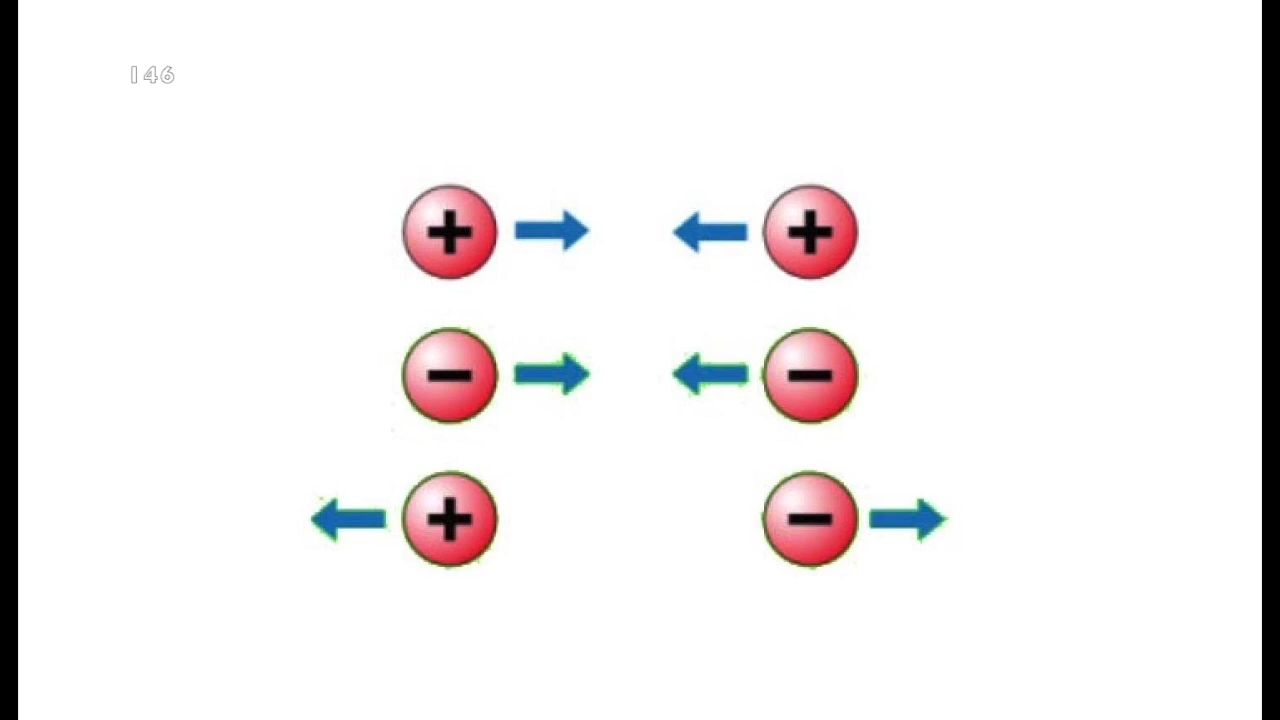 146
+ +
- -
+ -